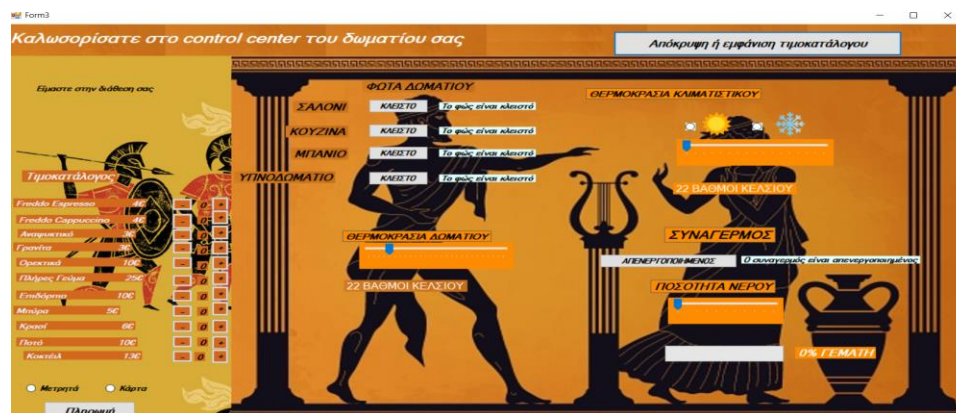 Form3
Καλωσορίσατε στο control center του δωματίου σας
Απόκρυψη ή εμφάνιση τιμοκατάλογου
Είμαστε στην διάθεση σας
Τιμοκατάλογος
Freddo Espresso 4€ - 0 +
Freddo Cappuccino 4€ - 0 +
Αναψυκτικό 3€ - 0 +
Γρανίτα 3€ - 0 +
Ορεκτικά 10€ - 0 +
Πλήρες Γεύμα 25€ - 0 +
Επιδόρπιο 10€ - 0 +
Μπύρα 5€ - 0 +
Κρασί 6€ - 0 +
Ποτό 10€ - 0 +
Κοκτέιλ 13€ - 0 +
Μετρητά Κάρτα
Πληρωμή
ΦΩΤΑ ΔΩΜΑΤΙΟΥ
ΣΑΛΟΝΙ ΚΛΕΙΣΤΟ Το φώς είναι κλειστό
ΚΟΥΖΙΝΑ ΚΛΕΙΣΤΟ Το φώς είναι κλειστό
ΜΠΑΝΙΟ ΚΛΕΙΣΤΟ Το φώς είναι κλειστό
ΥΠΝΟΔΩΜΑΤΙΟ ΚΛΕΙΣΤΟ Το φώς είναι κλειστό
ΘΕΡΜΟΚΡΑΣΙΑ ΔΩΜΑΤΙΟΥ
22 ΒΑΘΜΟΙ ΚΕΛΣΙΟΥ
ΘΕΡΜΟΚΡΑΣΙΑ ΚΛΙΜΑΤΙΣΤΙΚΟΥ
22 ΒΑΘΜΟΙ ΚΕΛΣΙΟΥ
ΣΥΝΑΓΕΡΜΟΣ
ΑΠΕΝΕΡΓΟΠΟΙΗΜΕΝΟΣ Ο συναγερμός είναι απενεργοποιημένος
ΠΟΣΟΤΗΤΑ ΝΕΡΟΥ
0% ΓΕΜΑΤΗ